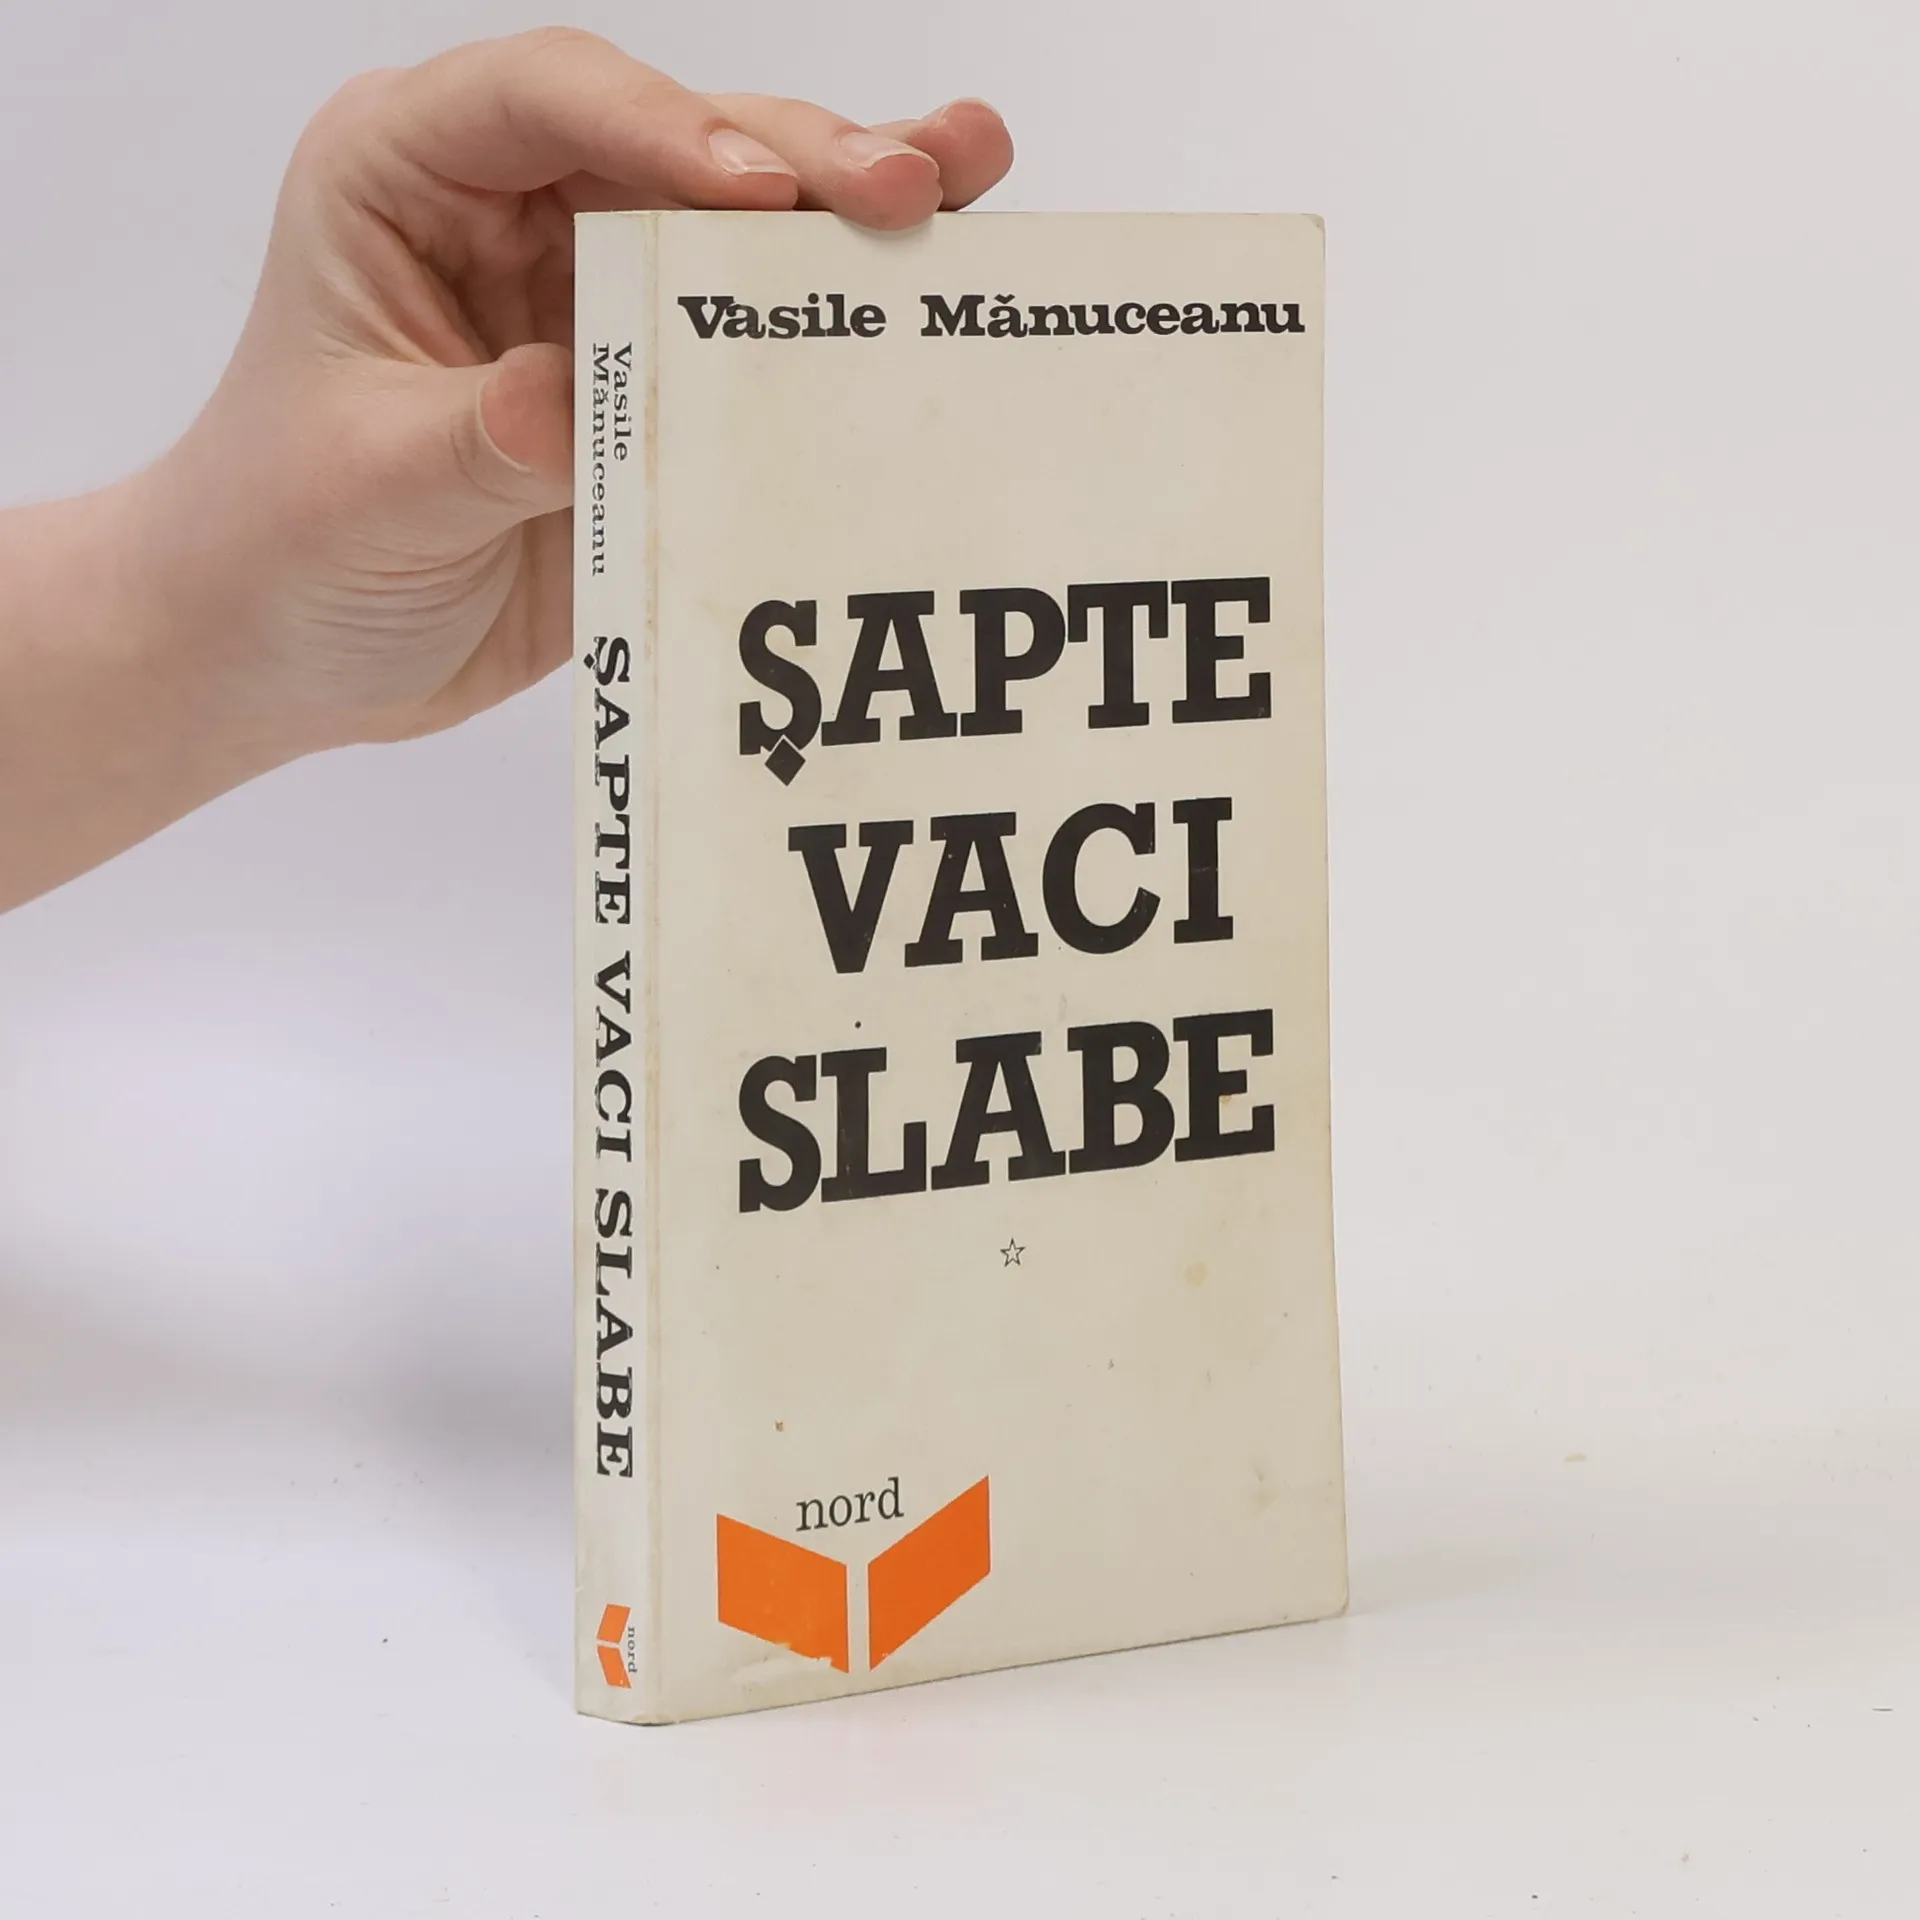 Vasile Mănuceanu
ȘAPTE
VACI
SLABE
nord
Vasile
Mănuceanu
ȘAPTE VACI SLABE
nord